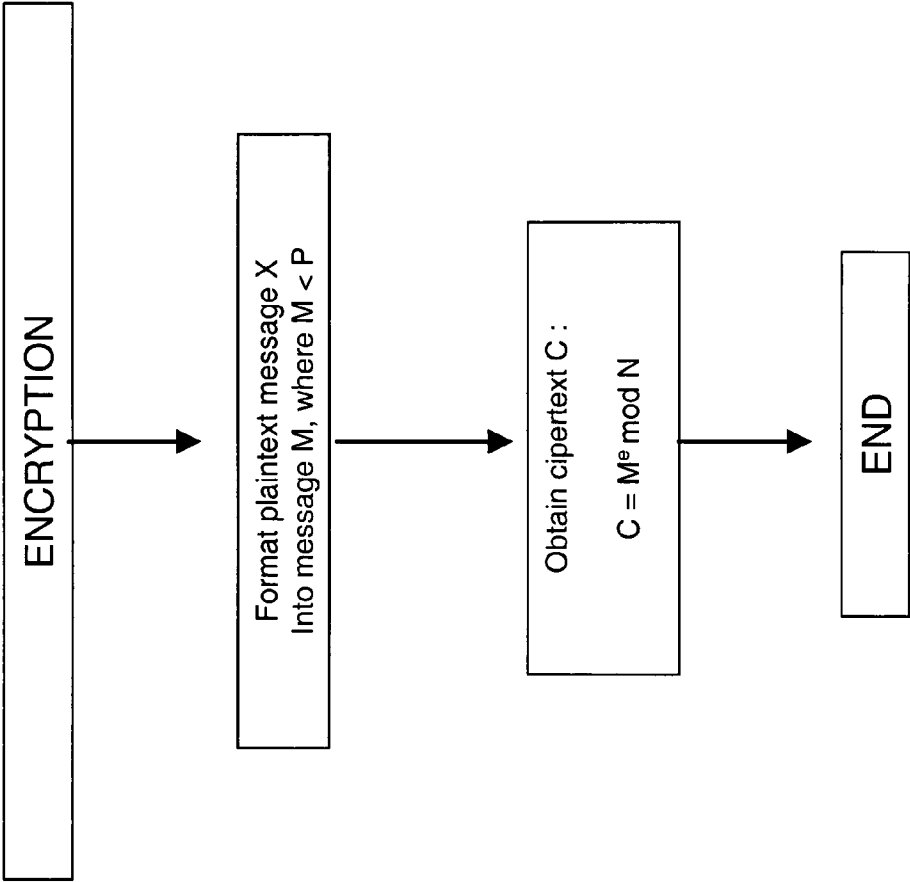 ENCRYPTION
Format plaintext message X
Into message M, where M < P
Obtain cipertext C :
C = Mᵉ mod N
END